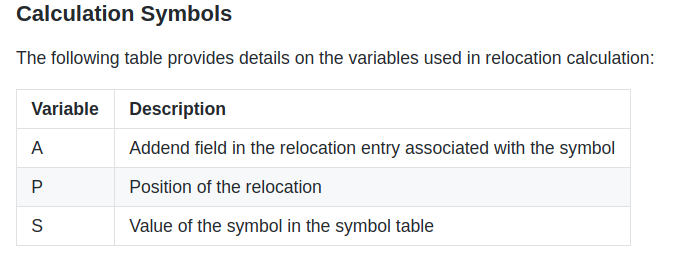 Calculation Symbols
The following table provides details on the variables used in relocation calculation:
Variable Description
A Addend field in the relocation entry associated with the symbol
P Position of the relocation
S Value of the symbol in the symbol table